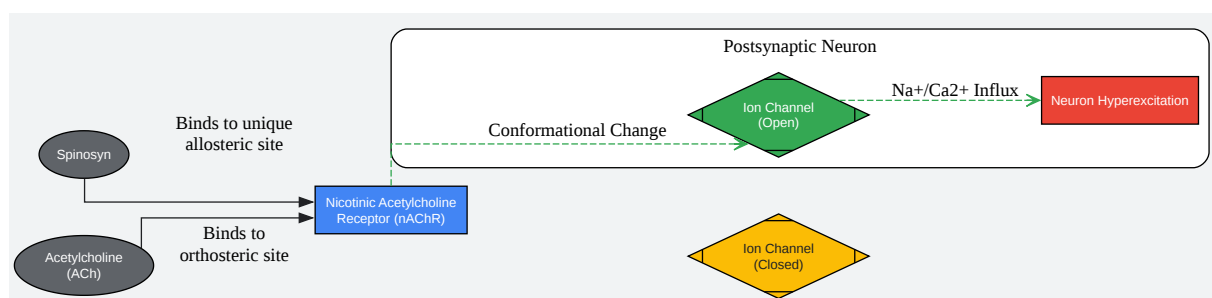 Postsynaptic Neuron
Ion Channel
(Open)
Na+/Ca2+ Influx
Neuron Hyperexcitation
Binds to unique
allosteric site
Conformational Change
Spinosyn
Nicotinic Acetylcholine
Receptor (nAChR)
Binds to
orthosteric site
Acetylcholine
(ACh)
Ion Channel
(Closed)